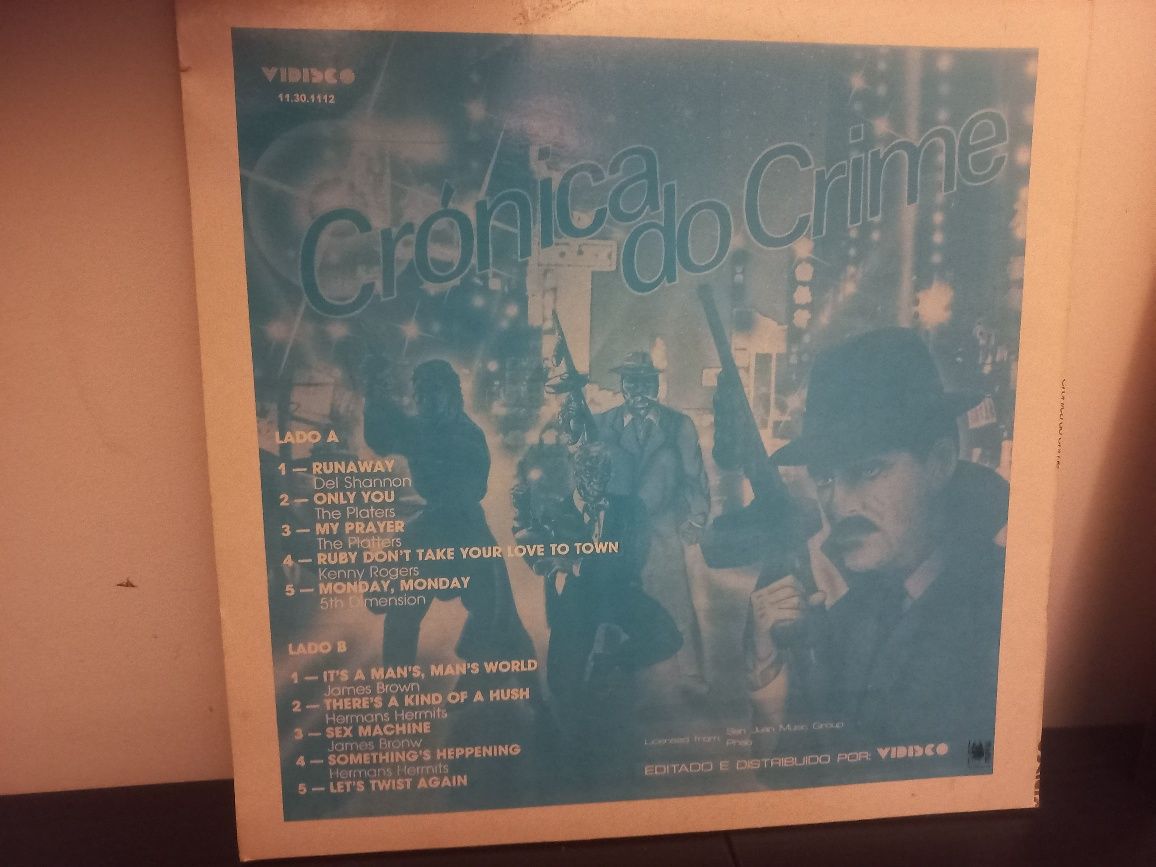 VIDISCO
11.30.1112
Crónica do Crime
LADO A
1 — RUNAWAY
Del Shannon
2 — ONLY YOU
The Platers
3 — MY PRAYER
The Platters
4 — RUBY DON'T TAKE YOUR LOVE TO TOWN
Kenny Rogers
5 — MONDAY, MONDAY
5th Dimension
LADO B
1 — IT'S A MAN'S, MAN'S WORLD
James Brown
2 — THERE'S A KIND OF A HUSH
Hermans Hermits
3 — SEX MACHINE
James Bronw
4 — SOMETHING'S HEPPENING
Hermans Hermits
5 — LET'S TWIST AGAIN
Licensed from: San Juan Music Group
EDITADO E DISTRIBUIDO POR: VIDISCO